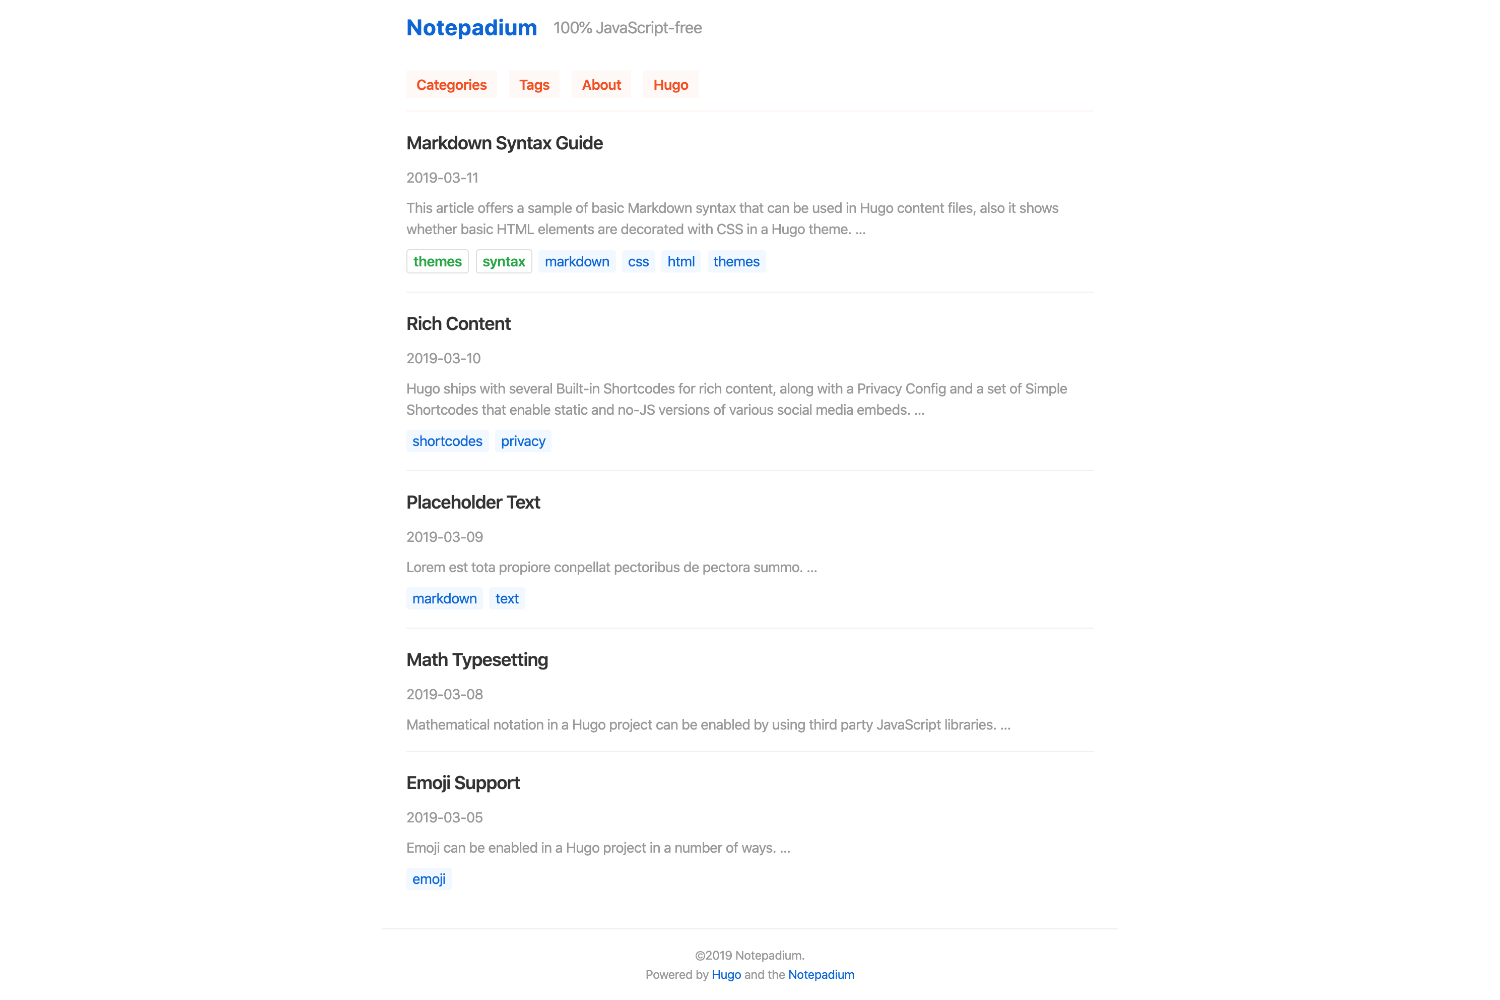 Notepadium 100% JavaScript-free
Categories Tags About Hugo
Markdown Syntax Guide
2019-03-11
This article offers a sample of basic Markdown syntax that can be used in Hugo content files, also it shows
whether basic HTML elements are decorated with CSS in a Hugo theme. ...
themes syntax markdown css html themes
Rich Content
2019-03-10
Hugo ships with several Built-in Shortcodes for rich content, along with a Privacy Config and a set of Simple
Shortcodes that enable static and no-JS versions of various social media embeds. ...
shortcodes privacy
Placeholder Text
2019-03-09
Lorem est tota propiore conpellat pectoribus de pectora summo. ...
markdown text
Math Typesetting
2019-03-08
Mathematical notation in a Hugo project can be enabled by using third party JavaScript libraries. ...
Emoji Support
2019-03-05
Emoji can be enabled in a Hugo project in a number of ways. ...
emoji
©2019 Notepadium.
Powered by Hugo and the Notepadium